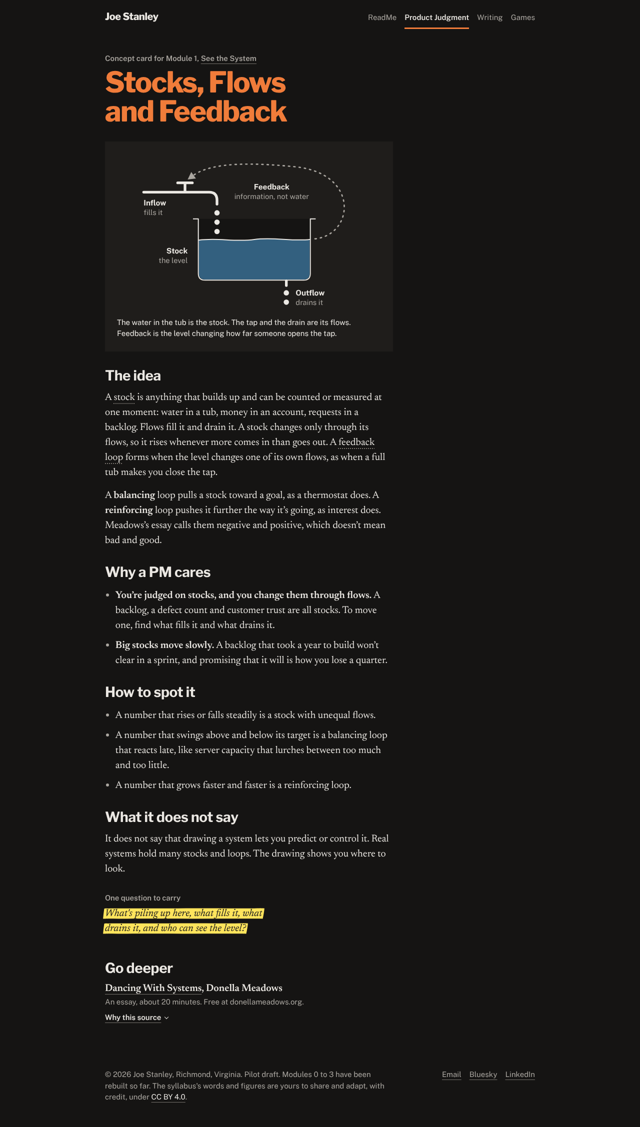 Joe Stanley
ReadMe Product Judgment Writing Games
Concept card for Module 1, See the System
Stocks, Flows
and Feedback
Feedback
information, not water
Inflow
fills it
Stock
the level
Outflow
drains it
The water in the tub is the stock. The tap and the drain are its flows.
Feedback is the level changing how far someone opens the tap.
The idea
A stock is anything that builds up and can be counted or measured at
one moment: water in a tub, money in an account, requests in a
backlog. Flows fill it and drain it. A stock changes only through its
flows, so it rises whenever more comes in than goes out. A feedback
loop forms when the level changes one of its own flows, as when a full
tub makes you close the tap.
A balancing loop pulls a stock toward a goal, as a thermostat does. A
reinforcing loop pushes it further the way it's going, as interest does.
Meadows's essay calls them negative and positive, which doesn't mean
bad and good.
Why a PM cares
• You're judged on stocks, and you change them through flows. A
backlog, a defect count and customer trust are all stocks. To move
one, find what fills it and what drains it.
• Big stocks move slowly. A backlog that took a year to build won't
clear in a sprint, and promising that it will is how you lose a quarter.
How to spot it
• A number that rises or falls steadily is a stock with unequal flows.
• A number that swings above and below its target is a balancing loop
that reacts late, like server capacity that lurches between too much
and too little.
• A number that grows faster and faster is a reinforcing loop.
What it does not say
It does not say that drawing a system lets you predict or control it. Real
systems hold many stocks and loops. The drawing shows you where to
look.
One question to carry
What's piling up here, what fills it, what
drains it, and who can see the level?
Go deeper
Dancing With Systems, Donella Meadows
An essay, about 20 minutes. Free at donellameadows.org.
Why this source
© 2026 Joe Stanley, Richmond, Virginia. Pilot draft. Modules 0 to 3 have been
rebuilt so far. The syllabus's words and figures are yours to share and adapt, with
credit, under CC BY 4.0.
Email Bluesky LinkedIn